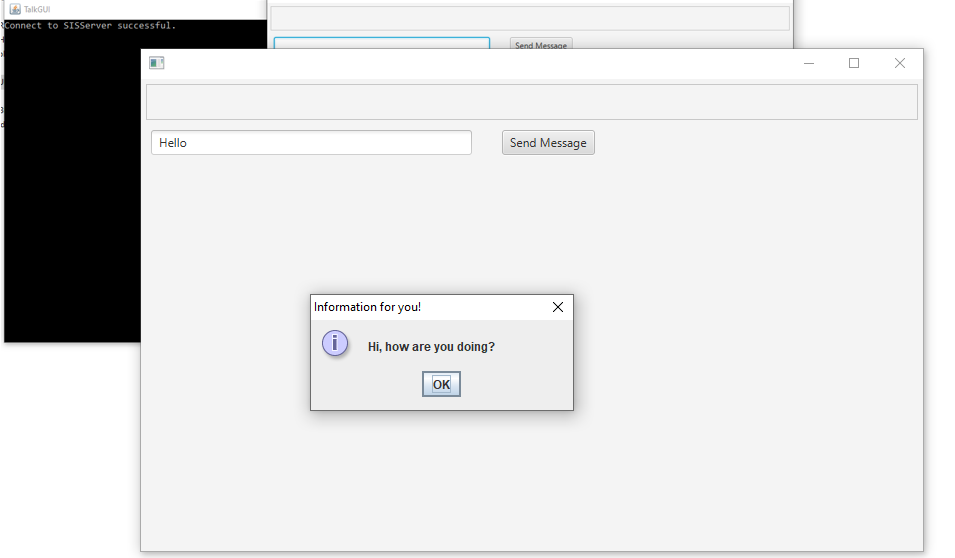 TalkGUI
Connect to SISServer successful.
Send Message
Hello
Send Message
Information for you!
Hi, how are you doing?
OK